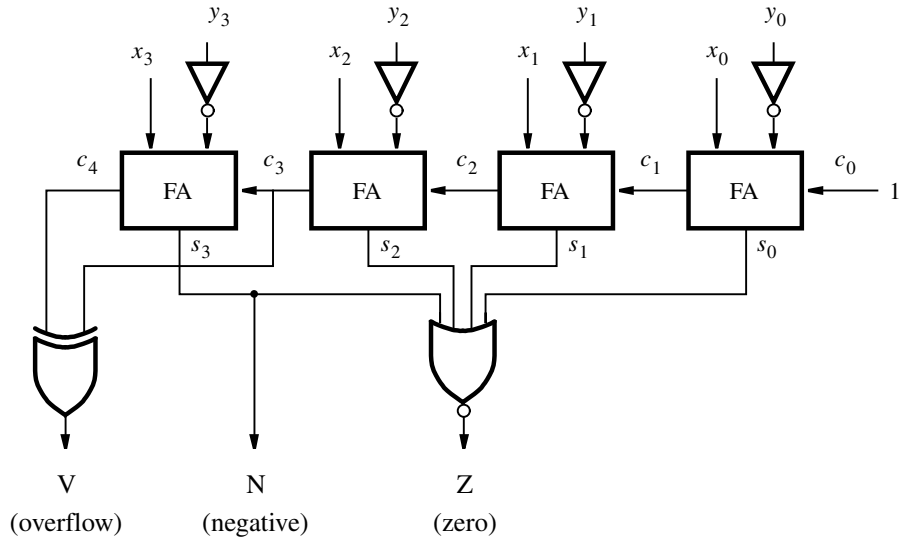 y3 y2 y1 y0
x3 x2 x1 x0
c4 c3 c2 c1 c0
FA FA FA FA 1
s3 s2 s1 s0
V N Z
(overflow) (negative) (zero)